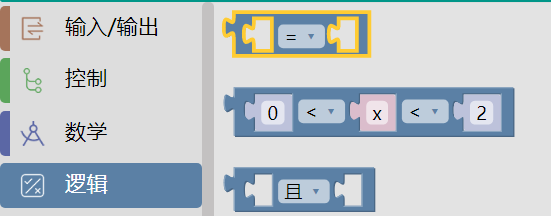 输入/输出
控制
数学
逻辑
=
0 < x < 2
且